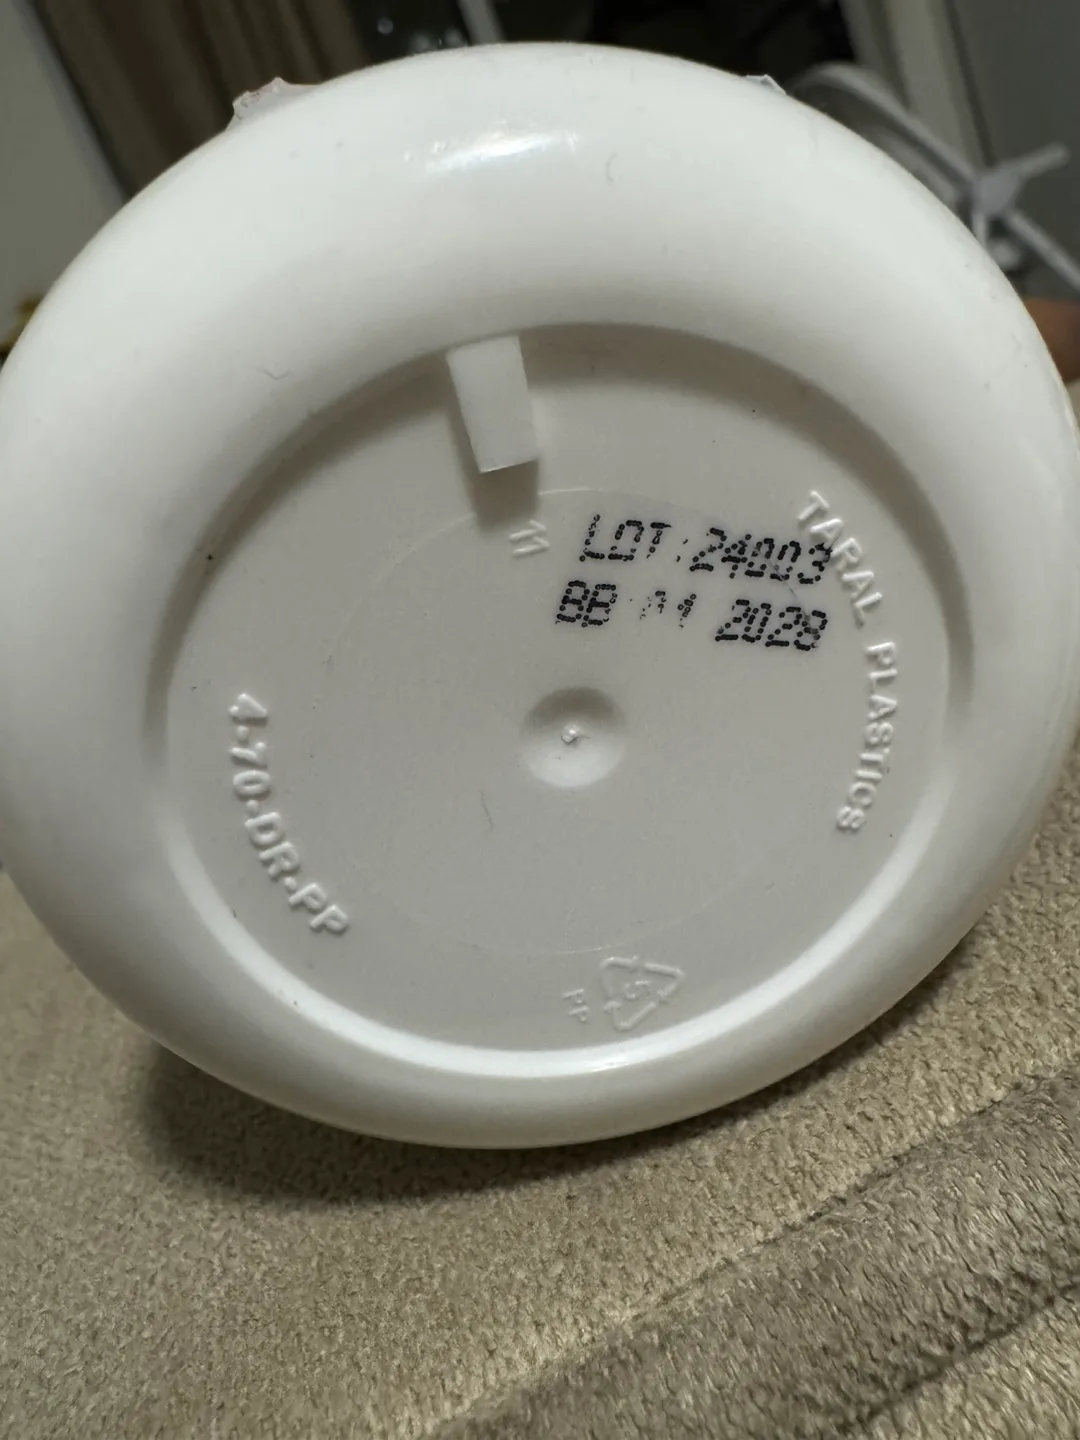 LOT: 24003
BB 2028
TARAL PLASTICS
4-70-DR-PP
11
5
PP